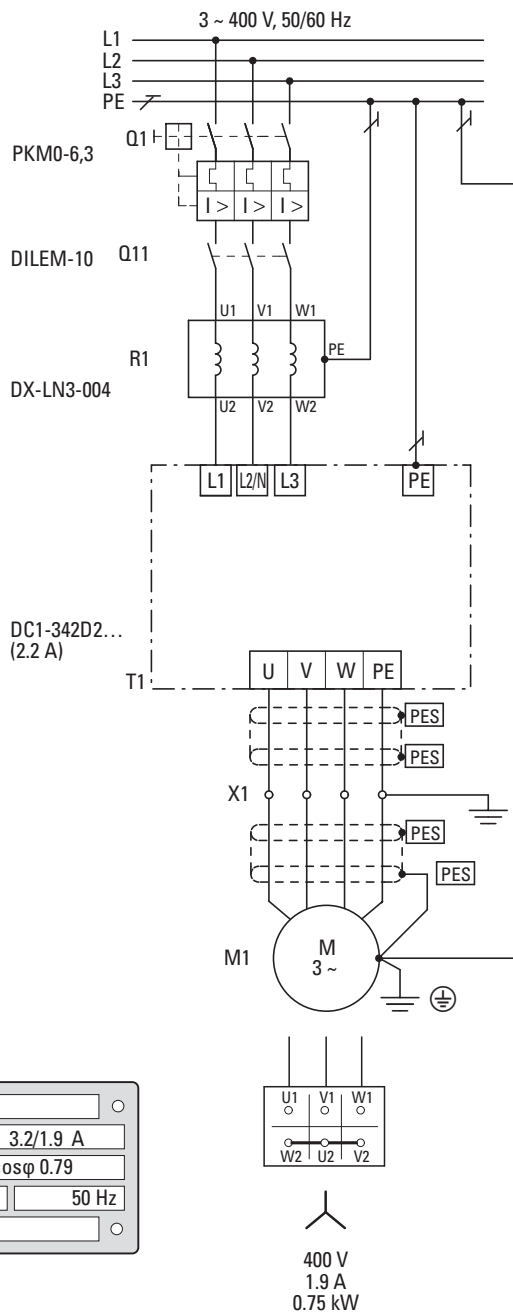 3 ~ 400 V, 50/60 Hz
L1
L2
L3
PE
Q1
PKM0-6,3
I > I > I >
DILEM-10 Q11
U1 V1 W1
R1 PE
DX-LN3-004
U2 V2 W2
L1 L2/N L3 PE
DC1-342D2...
(2.2 A)
T1
U V W PE
PES
PES
X1
PES
PES
M1
M
3 ~
U1 V1 W1
W2 U2 V2
3.2/1.9 A
cosφ 0.79
50 Hz
400 V
1.9 A
0.75 kW